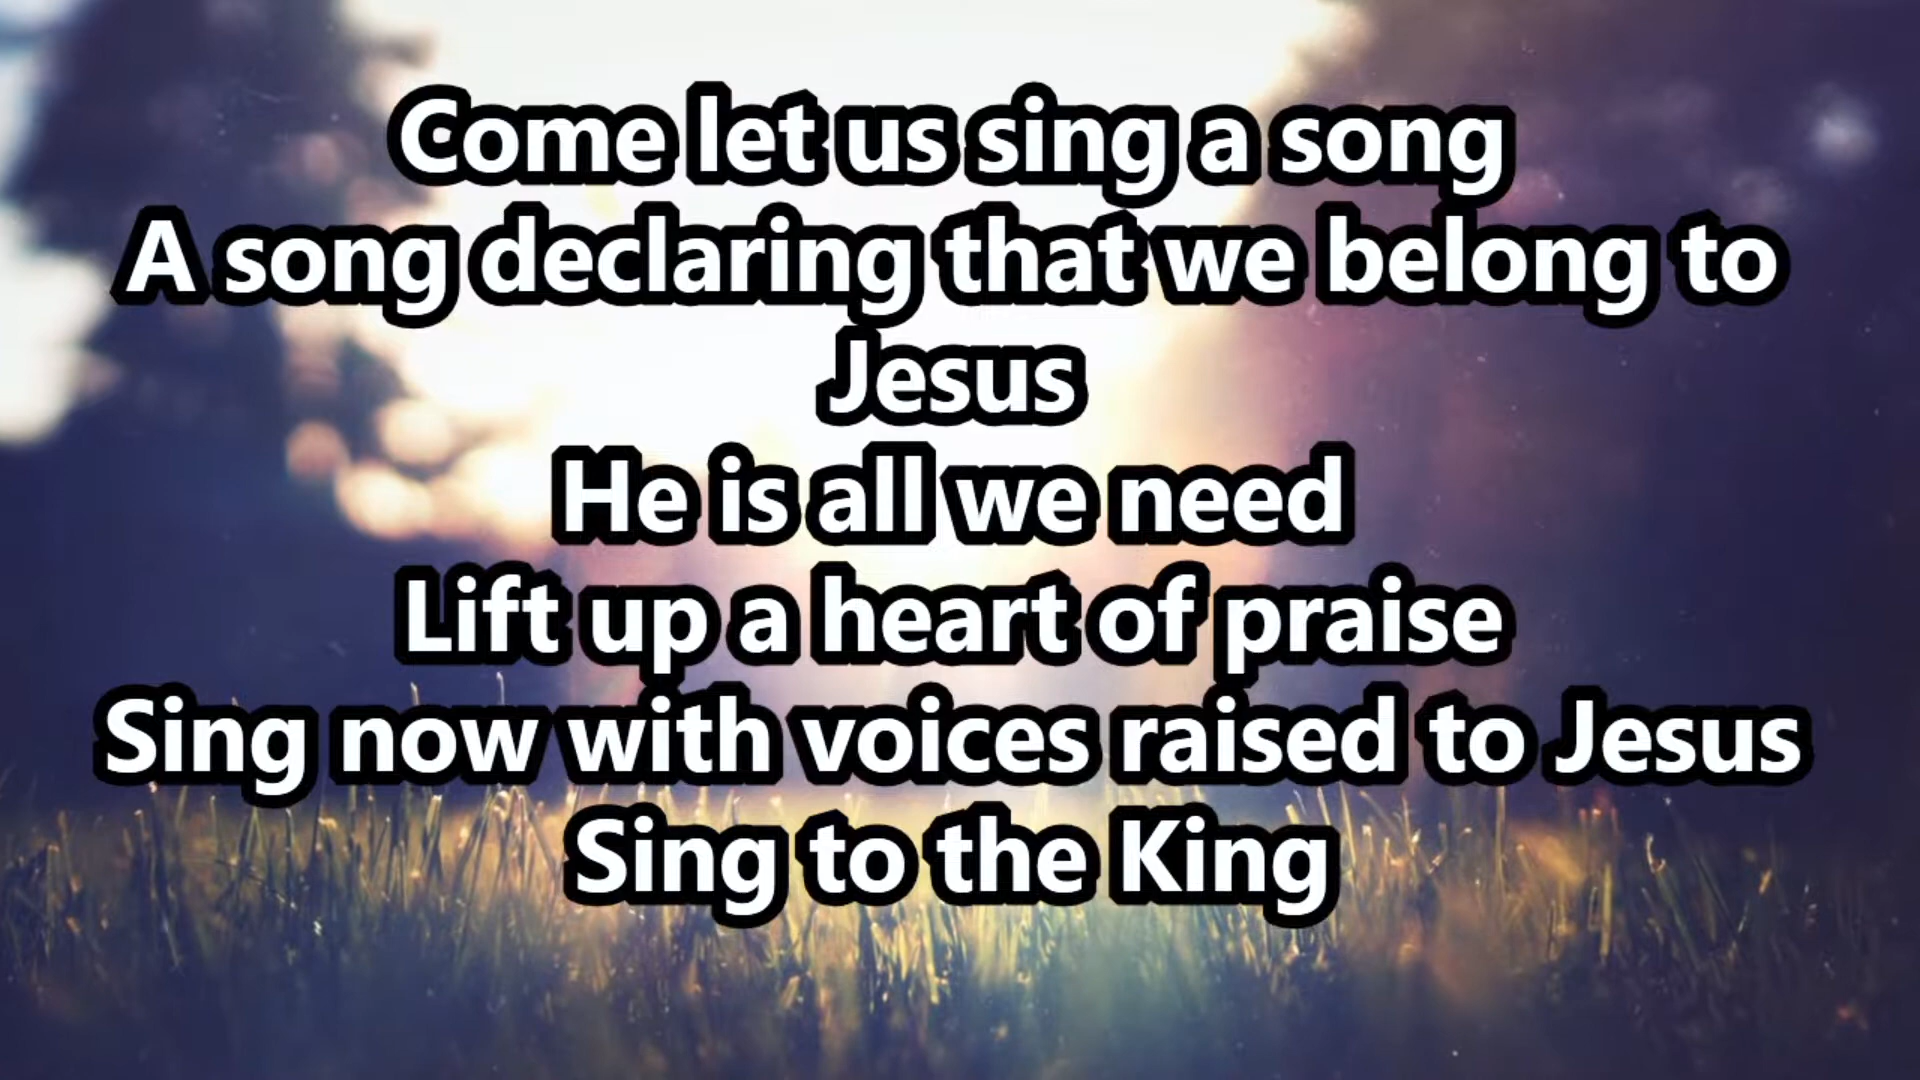 Come let us sing a song
A song declaring that we belong to
Jesus
He is all we need
Lift up a heart of praise
Sing now with voices raised to Jesus
Sing to the King